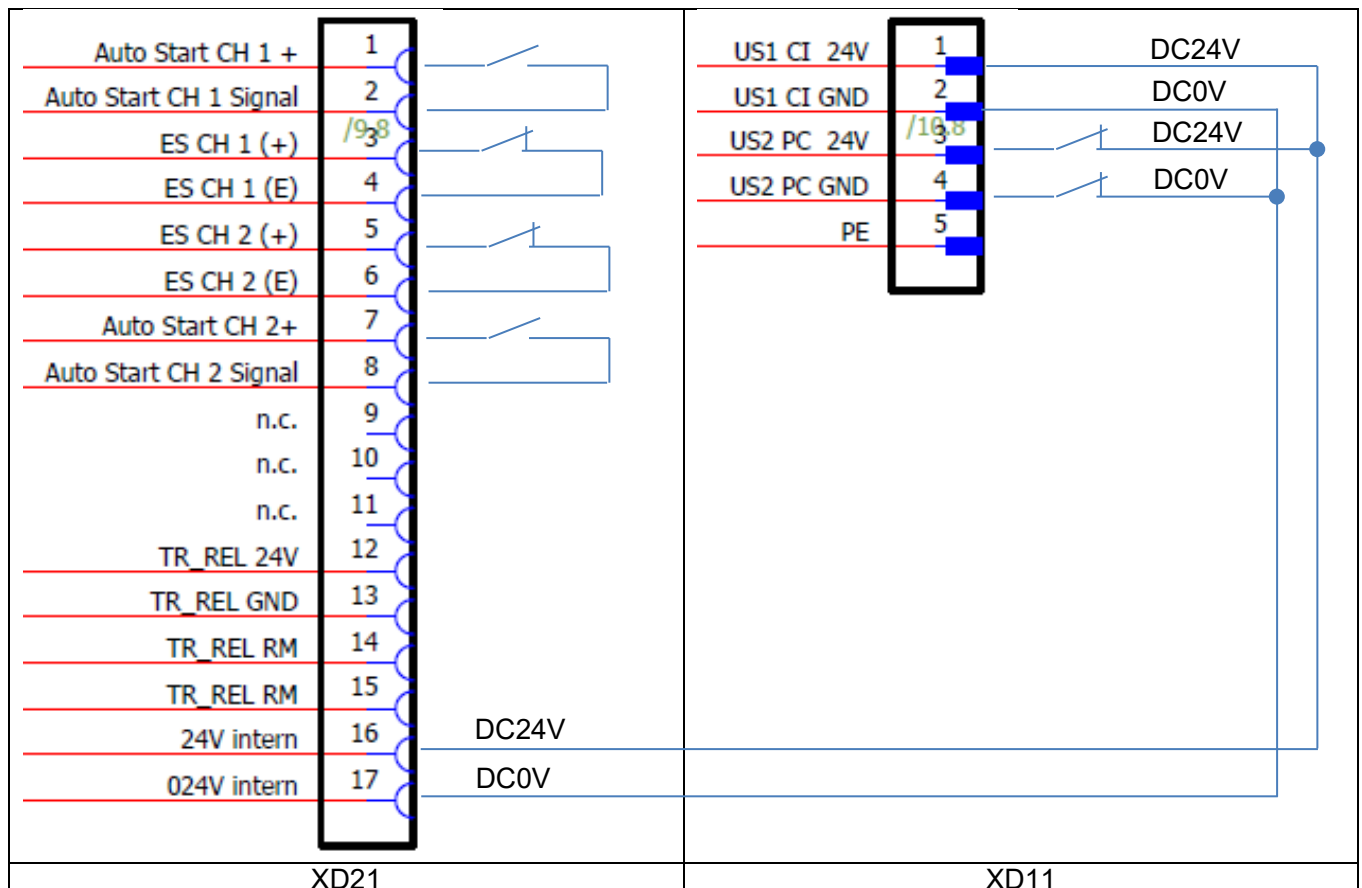 Auto Start CH 1 + 1
Auto Start CH 1 Signal 2
/9.8
ES CH 1 (+) 3
ES CH 1 (E) 4
ES CH 2 (+) 5
ES CH 2 (E) 6
Auto Start CH 2+ 7
Auto Start CH 2 Signal 8
n.c. 9
n.c. 10
n.c. 11
TR_REL 24V 12
TR_REL GND 13
TR_REL RM 14
TR_REL RM 15
24V intern 16 DC24V
024V intern 17 DC0V
XD21
US1 CI 24V 1 DC24V
US1 CI GND 2 DC0V
/10.8
US2 PC 24V 3 DC24V
US2 PC GND 4 DC0V
PE 5
XD11